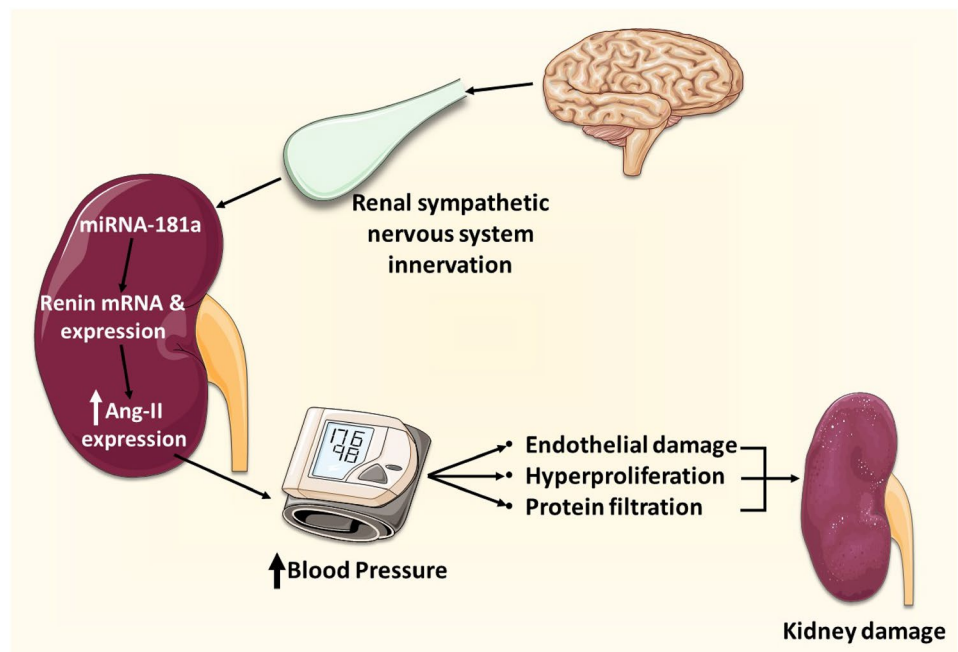 Renal sympathetic
nervous system
innervation
miRNA-181a
Renin mRNA &
expression
Ang-II
expression
176
98
Blood Pressure
• Endothelial damage
• Hyperproliferation
• Protein filtration
Kidney damage